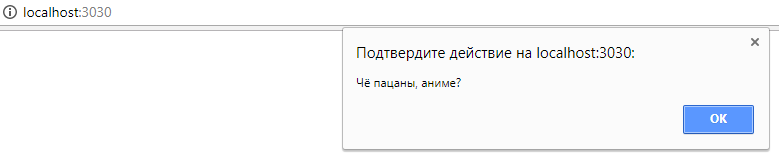 localhost:3030
Подтвердите действие на localhost:3030:
Чё пацаны, аниме?
OK